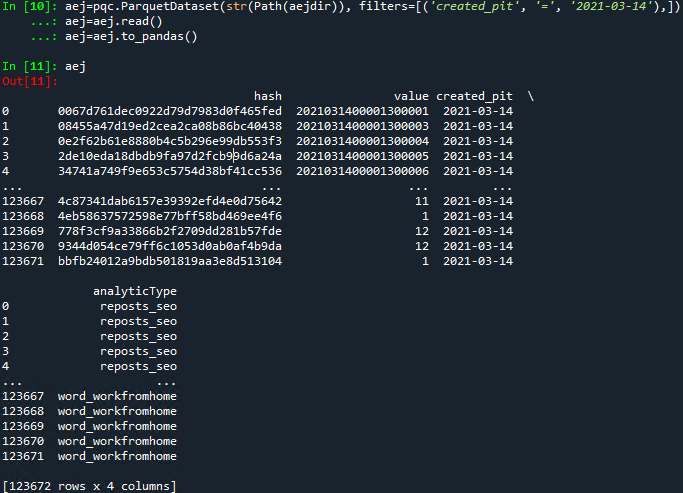 In [10]: aej=pqc.ParquetDataset(str(Path(aejdir)), filters=[('created_pit', '=', '2021-03-14'),])
...: aej=aej.read()
...: aej=aej.to_pandas()
In [11]: aej
Out[11]:
hash value created_pit \
0 0067d761dec0922d79d7983d0f465fed 2021031400001300001 2021-03-14
1 08455a47d19ed2cea2ca08b86bc40438 2021031400001300003 2021-03-14
2 0e2f62b61e8880b4c5b296e99db553f3 2021031400001300004 2021-03-14
3 2de10eda18dbdb9fa97d2fcb99d6a24a 2021031400001300005 2021-03-14
4 34741a749f9e653c5754d38bf41cc536 2021031400001300006 2021-03-14
... ... ... ...
123667 4c87341dab6157e39392efd4e0d75642 11 2021-03-14
123668 4eb58637572598e77bff58bd469ee4f6 1 2021-03-14
123669 778f3cf9a33866b2f2709dd281b57fde 12 2021-03-14
123670 9344d054ce79ff6c1053d0ab0af4b9da 12 2021-03-14
123671 bbfb24012a9bdb501819aa3e8d513104 1 2021-03-14
analyticType
0 reposts_seo
1 reposts_seo
2 reposts_seo
3 reposts_seo
4 reposts_seo
... ...
123667 word_workfromhome
123668 word_workfromhome
123669 word_workfromhome
123670 word_workfromhome
123671 word_workfromhome
[123672 rows x 4 columns]